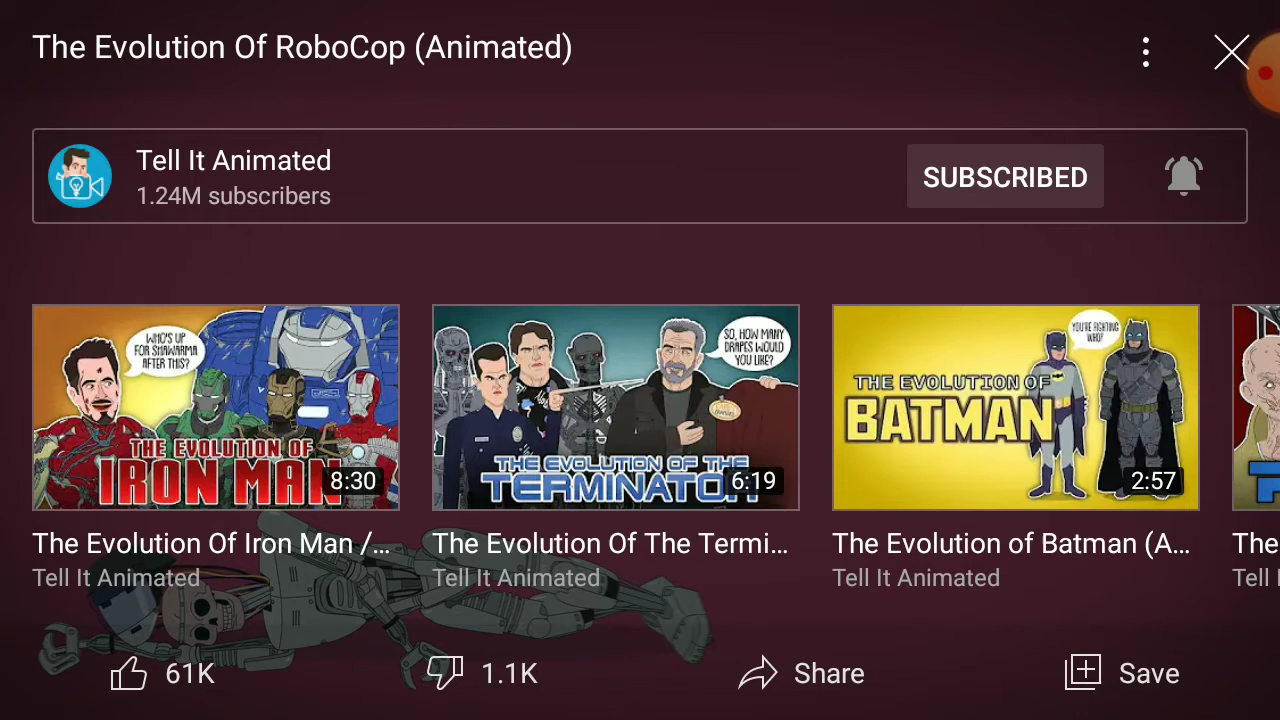 The Evolution Of RoboCop (Animated)
Tell It Animated
1.24M subscribers
SUBSCRIBED
WHO'S UP
FOR SHAWARMA
AFTER THIS?
THE EVOLUTION OF
IRON MAN
8:30
SO, HOW MANY
DRAPES WOULD
YOU LIKE?
THE EVOLUTION OF THE
TERMINATOR
6:19
YOU'RE FIGHTING
WHO?
THE EVOLUTION OF
BATMAN
2:57
The Evolution Of Iron Man /...
Tell It Animated
The Evolution Of The Termi...
Tell It Animated
The Evolution of Batman (A...
Tell It Animated
The
Tell
61K
1.1K
Share
Save